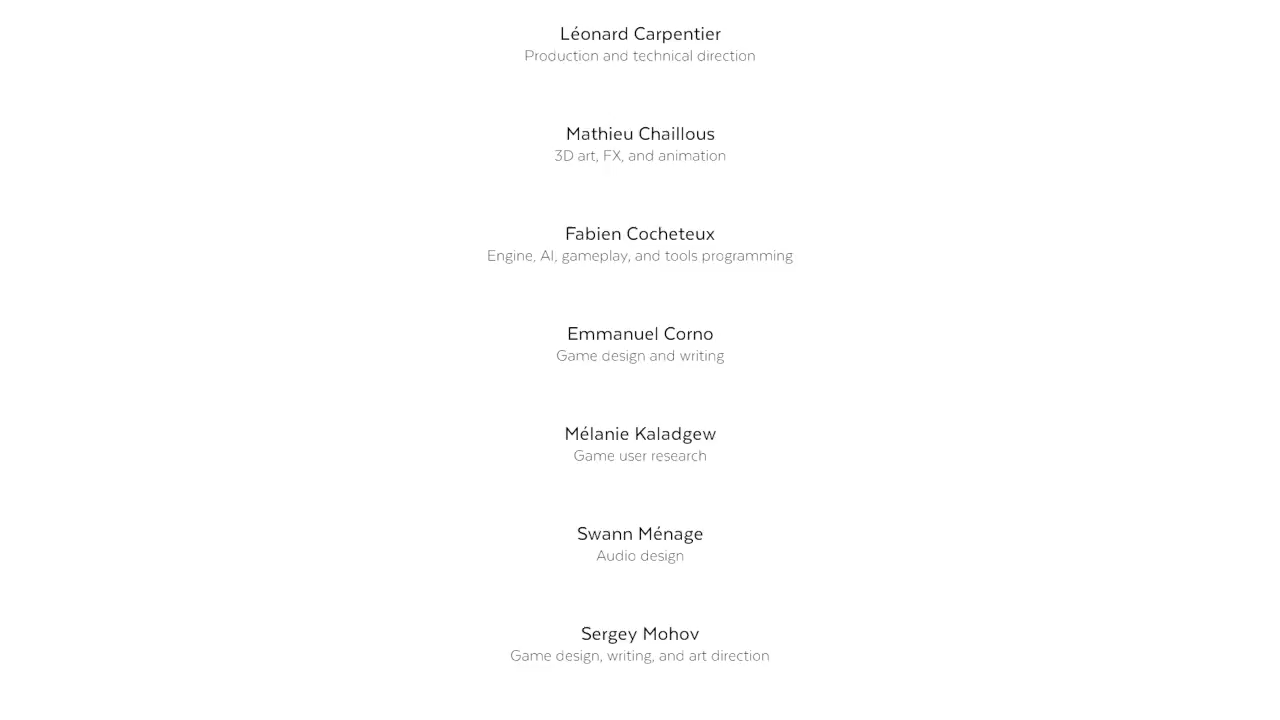 Léonard Carpentier
Production and technical direction
Mathieu Chaillous
3D art, FX, and animation
Fabien Cocheteux
Engine, AI, gameplay, and tools programming
Emmanuel Corno
Game design and writing
Mélanie Kaladgew
Game user research
Swann Ménage
Audio design
Sergey Mohov
Game design, writing, and art direction